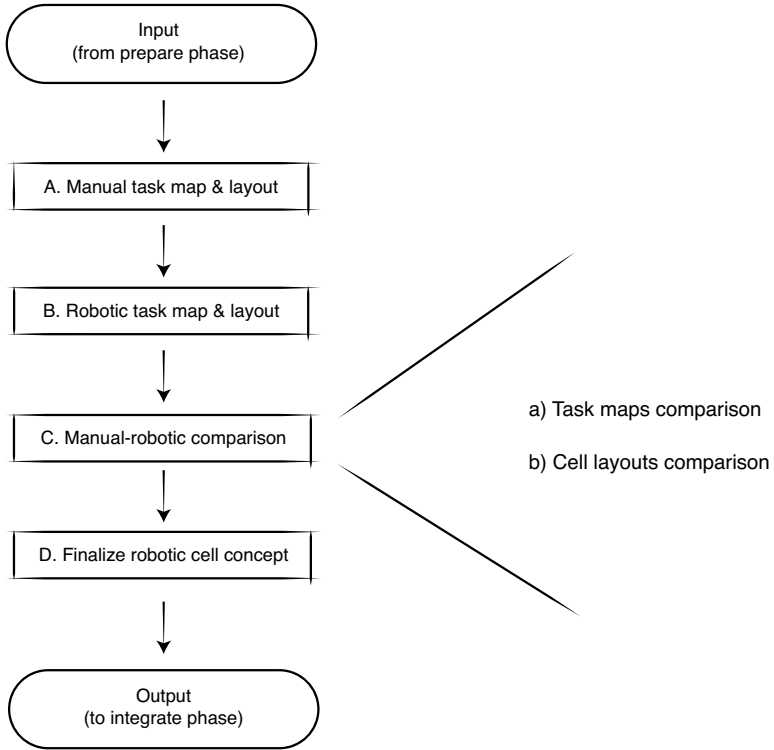 Input
(from prepare phase)
A. Manual task map & layout
B. Robotic task map & layout
C. Manual-robotic comparison
a) Task maps comparison
b) Cell layouts comparison
D. Finalize robotic cell concept
Output
(to integrate phase)